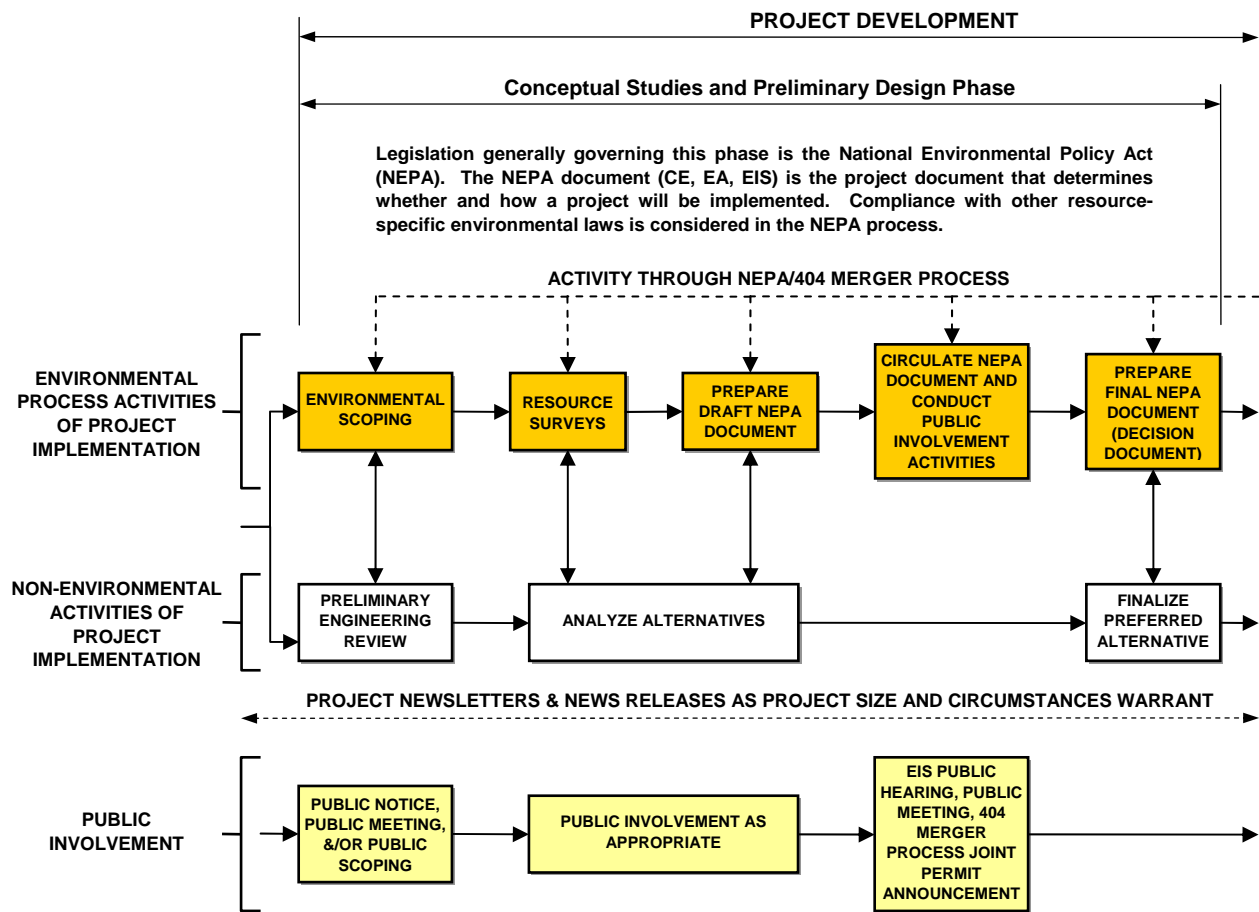 PROJECT DEVELOPMENT
Conceptual Studies and Preliminary Design Phase
Legislation generally governing this phase is the National Environmental Policy Act
(NEPA). The NEPA document (CE, EA, EIS) is the project document that determines
whether and how a project will be implemented. Compliance with other resource-
specific environmental laws is considered in the NEPA process.
ACTIVITY THROUGH NEPA/404 MERGER PROCESS
ENVIRONMENTAL
PROCESS ACTIVITIES
OF PROJECT
IMPLEMENTATION
ENVIRONMENTAL
SCOPING
RESOURCE
SURVEYS
PREPARE
DRAFT NEPA
DOCUMENT
CIRCULATE NEPA
DOCUMENT AND
CONDUCT
PUBLIC
INVOLVEMENT
ACTIVITIES
PREPARE
FINAL NEPA
DOCUMENT
(DECISION
DOCUMENT)
NON-ENVIRONMENTAL
ACTIVITIES OF
PROJECT
IMPLEMENTATION
PRELIMINARY
ENGINEERING
REVIEW
ANALYZE ALTERNATIVES
FINALIZE
PREFERRED
ALTERNATIVE
PROJECT NEWSLETTERS & NEWS RELEASES AS PROJECT SIZE AND CIRCUMSTANCES WARRANT
PUBLIC
INVOLVEMENT
PUBLIC NOTICE,
PUBLIC MEETING,
&/OR PUBLIC
SCOPING
PUBLIC INVOLVEMENT AS
APPROPRIATE
EIS PUBLIC
HEARING, PUBLIC
MEETING, 404
MERGER
PROCESS JOINT
PERMIT
ANNOUNCEMENT